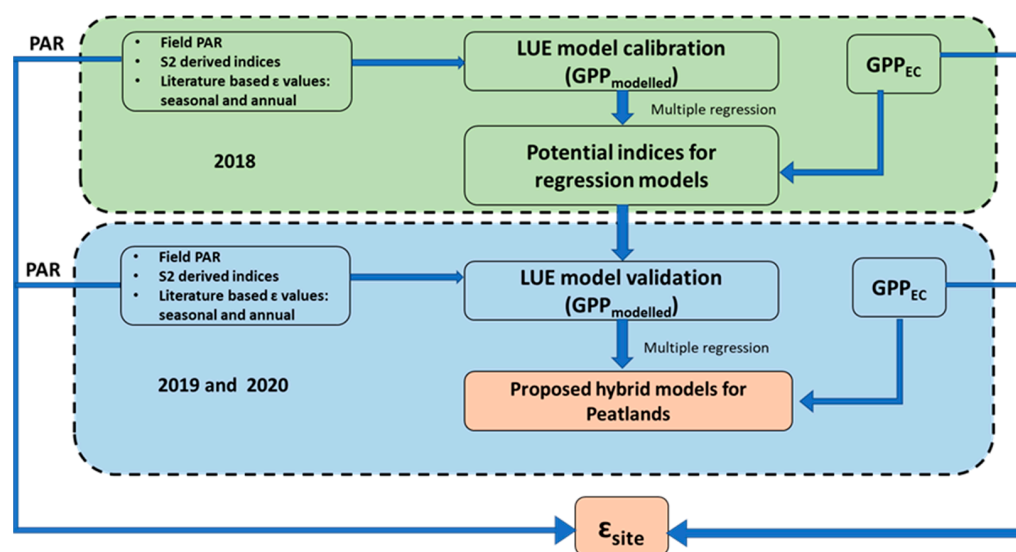 PAR
• Field PAR
• S2 derived indices
• Literature based ε values:
seasonal and annual
LUE model calibration
(GPPmodelled)
GPPEC
Multiple regression
2018
Potential indices for
regression models
PAR
• Field PAR
• S2 derived indices
• Literature based ε values:
seasonal and annual
LUE model validation
(GPPmodelled)
GPPEC
Multiple regression
2019 and 2020
Proposed hybrid models for
Peatlands
εsite